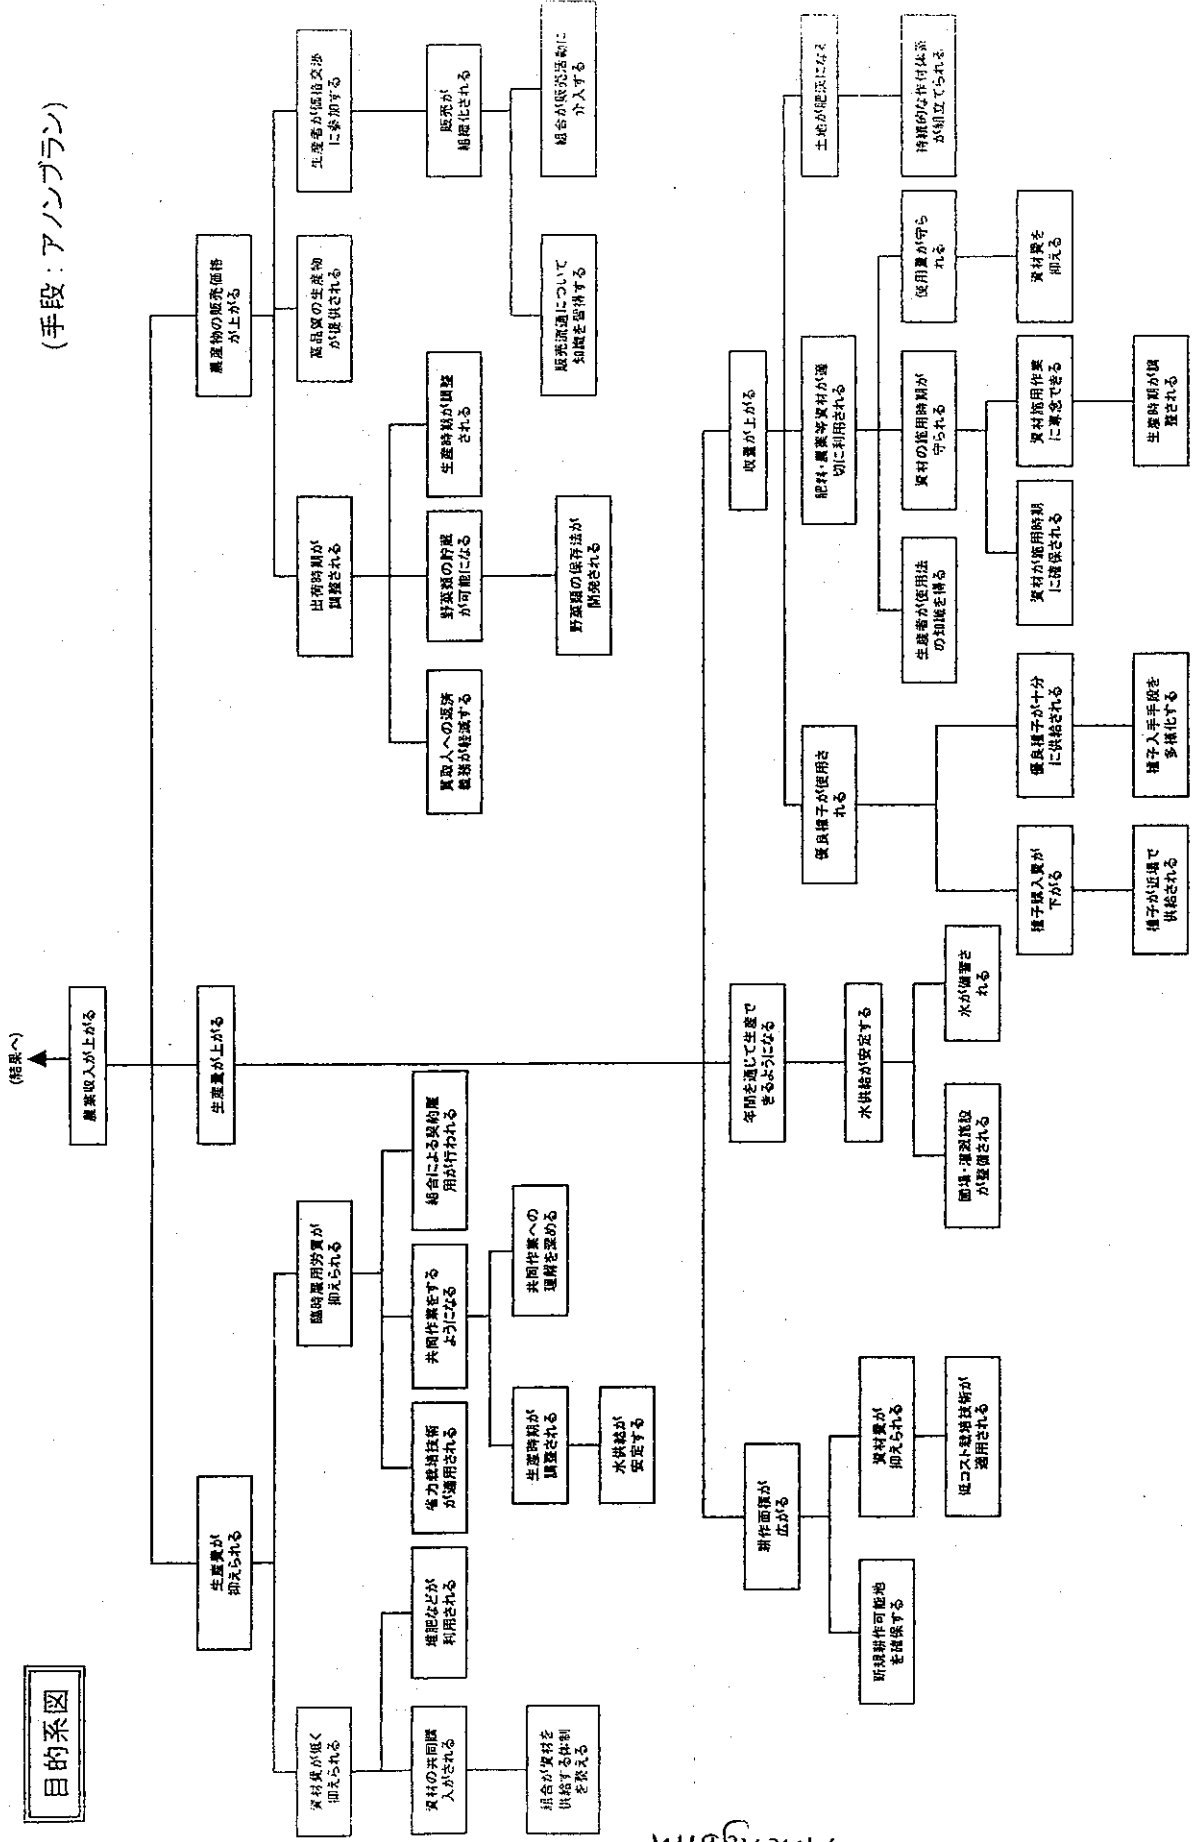 目的系図
(手段：アノンブラン)
(結果へ)
農業収入が上がる
生産費が
抑えられる
生産量が上がる
農産物の販売価格
が上がる
資材費が低く
抑えられる
臨時雇用労賃が
抑えられる
出荷時期が
調整される
高品質の生産物
が提供される
生産者が価格交渉
に参加する
資材の共同購
入がされる
堆肥などが
利用される
省力栽培技術
が適用される
共同作業をする
ようになる
組合による契約雇
用が行われる
買取人への返済
義務が軽減する
野菜類の貯蔵
が可能になる
生産時期が調整
される
販売が
組織化される
組合が資材を
供給する体制
を整える
生産時期が
調整される
共同作業への
理解を深める
野菜類の保存法が
開発される
販売流通について
知識を習得する
組合が販売活動に
介入する
水供給が
安定する
耕作面積が
広がる
年間を通じて生産で
きるようになる
収量が上がる
新規耕作可能地
を確保する
資材費が
抑えられる
水供給が安定する
優良種子が使用さ
れる
肥料・農薬等資材が適
切に利用される
土地が肥沃になる
低コスト栽培技術が
適用される
圃場・灌漑施設
が整備される
水が備蓄さ
れる
生産者が使用法
の知識を得る
資材の施用時期が
守られる
使用量が守ら
れる
持続的な作付体系
が組立てられる
種子購入費が
下がる
優良種子が十分
に供給される
資材が施用時期
に確保される
資材施用作業
に専念できる
資材費を
抑える
種子が近場で
供給される
種子入手手段を
多様化する
生産時期が調
整される